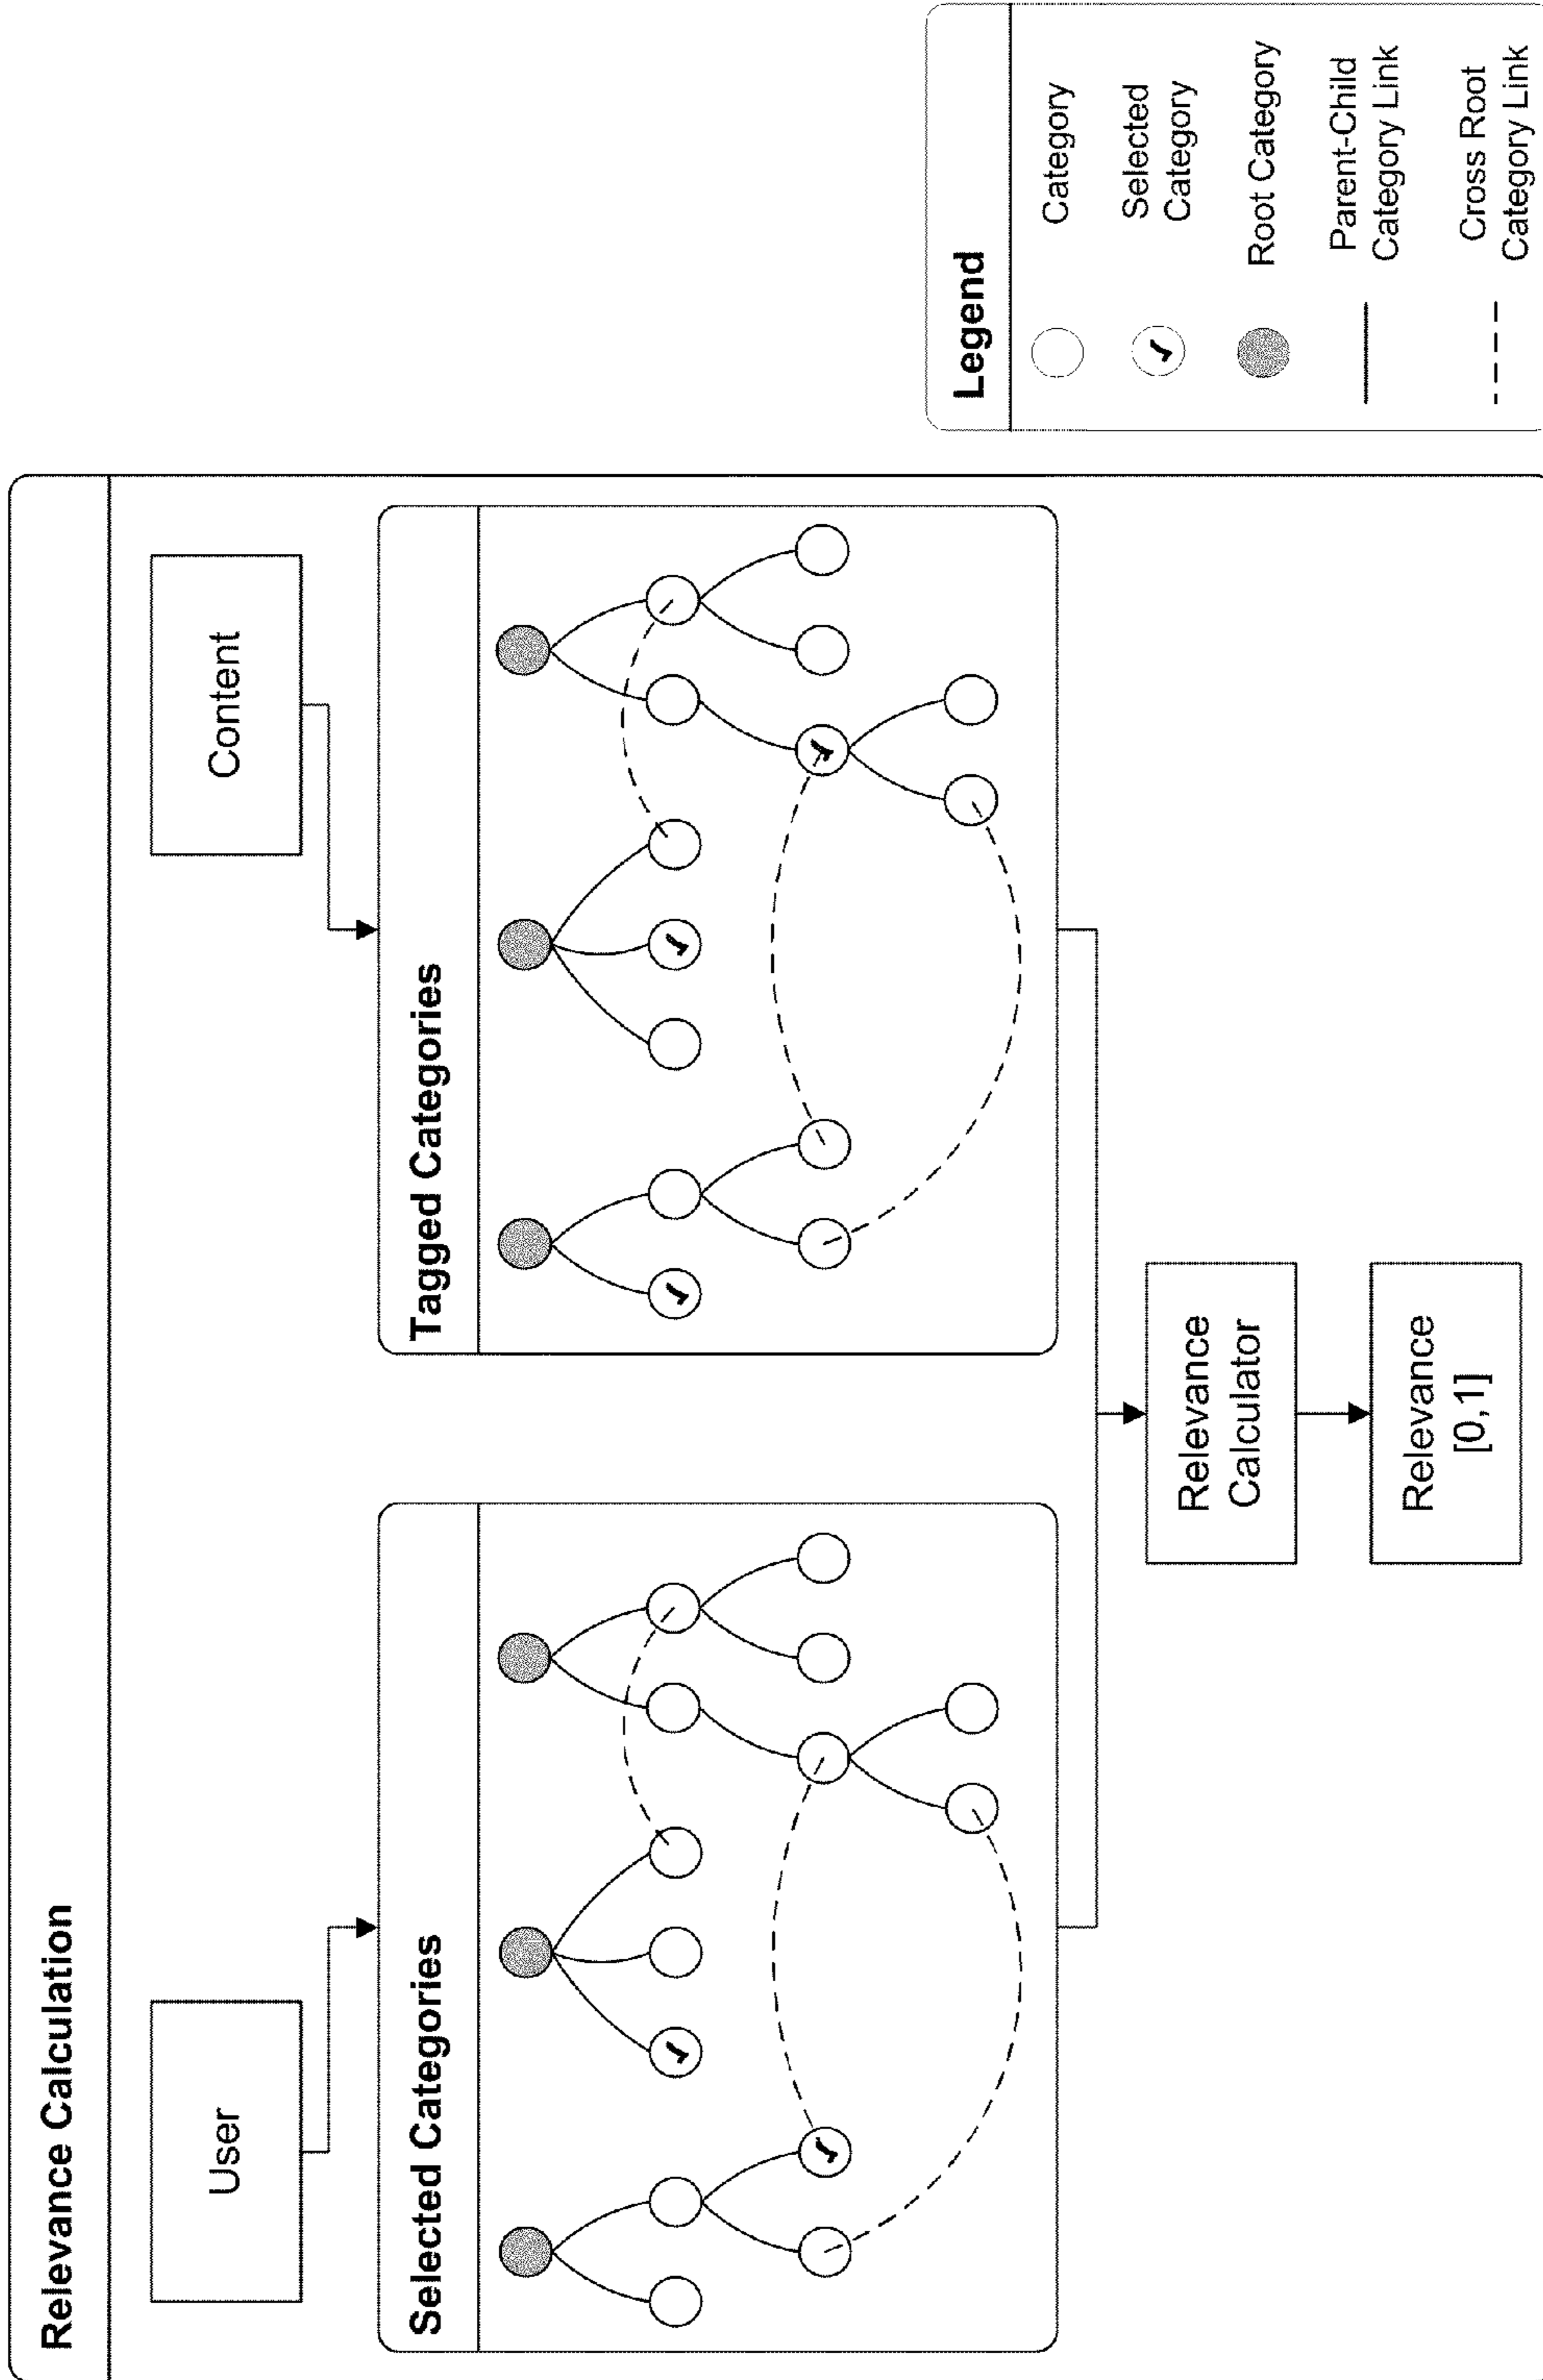 Relevance Calculation
User
Content
Selected Categories
Tagged Categories
Relevance
Calculator
Relevance
[0,1]
Legend
Category
Selected
Category
Root Category
Parent-Child
Category Link
Cross Root
Category Link